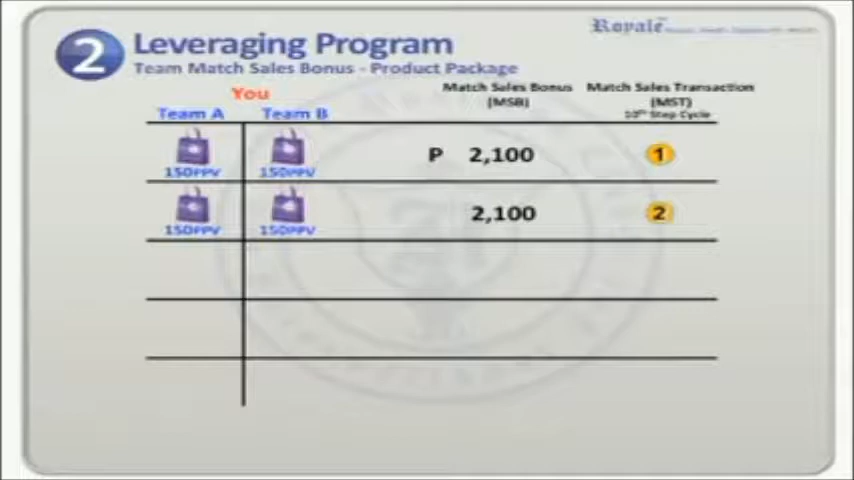 Royale
2 Leveraging Program
Team Match Sales Bonus - Product Package
You
Team A Team B
Match Sales Bonus
(MSB)
Match Sales Transaction
(MST)
10th Step Cycle
150PPV 150PPV
P 2,100 1
150PPV 150PPV
2,100 2